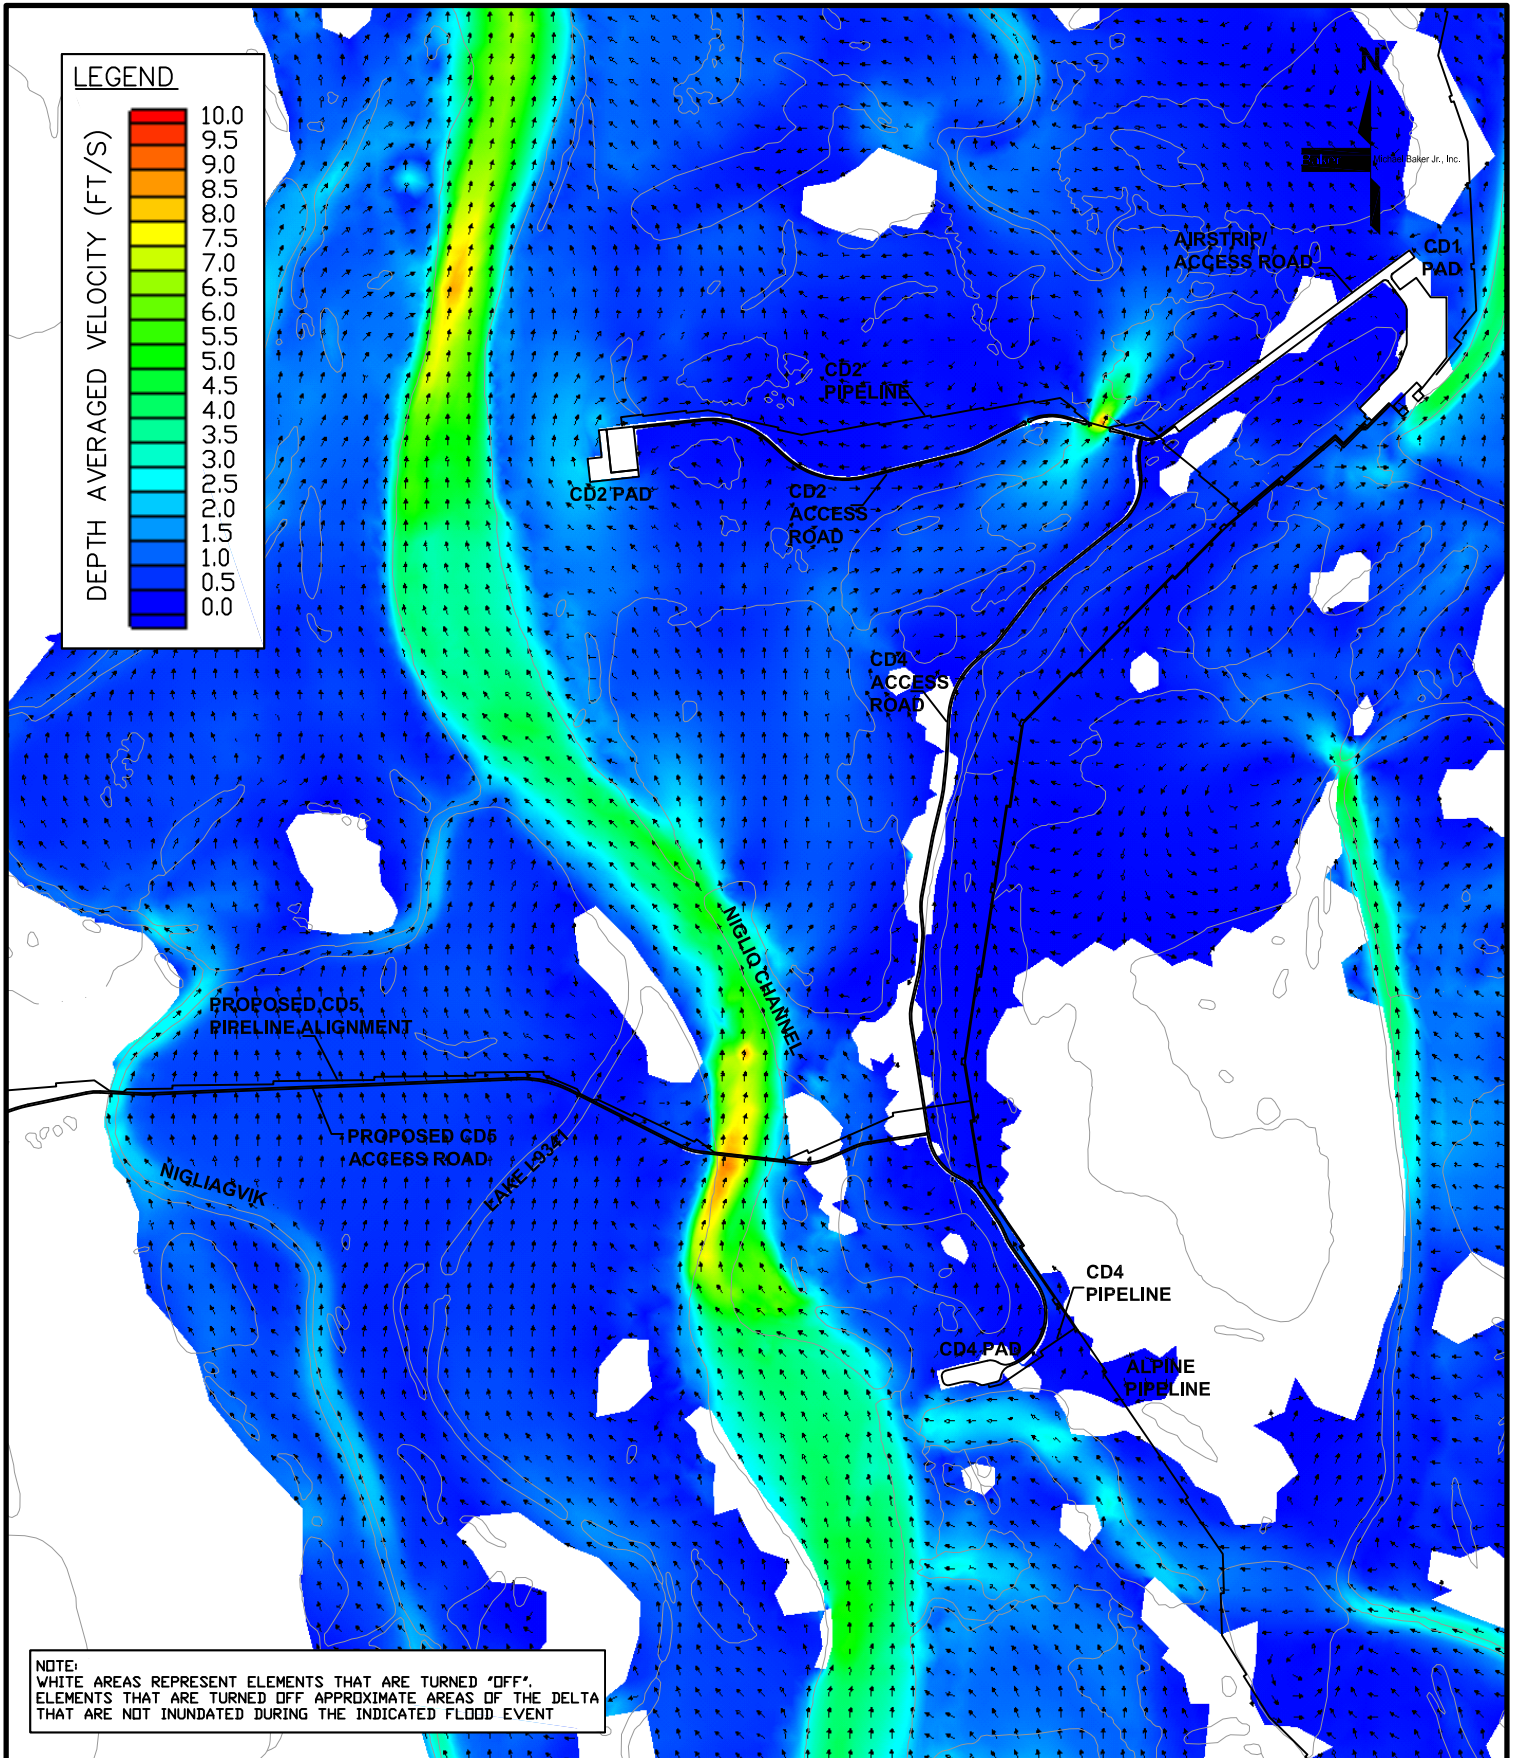 LEGEND
DEPTH AVERAGED VELOCITY (FT/S)
10.0
9.5
9.0
8.5
8.0
7.5
7.0
6.5
6.0
5.5
5.0
4.5
4.0
3.5
3.0
2.5
2.0
1.5
1.0
0.5
0.0
N
Baker
Michael Baker Jr., Inc.
AIRSTRIP/
ACCESS ROAD
CD1
PAD
CD2
PIPELINE
CD2 PAD
CD2
ACCESS
ROAD
CD4
ACCESS
ROAD
NIGLIQ CHANNEL
PROPOSED CD5
PIPELINE ALIGNMENT
PROPOSED CD5
ACCESS ROAD
NIGLIAGVIK
LAKE L9341
CD4
PIPELINE
CD4 PAD
ALPINE
PIPELINE
NOTE:
WHITE AREAS REPRESENT ELEMENTS THAT ARE TURNED "OFF".
ELEMENTS THAT ARE TURNED OFF APPROXIMATE AREAS OF THE DELTA
THAT ARE NOT INUNDATED DURING THE INDICATED FLOOD EVENT